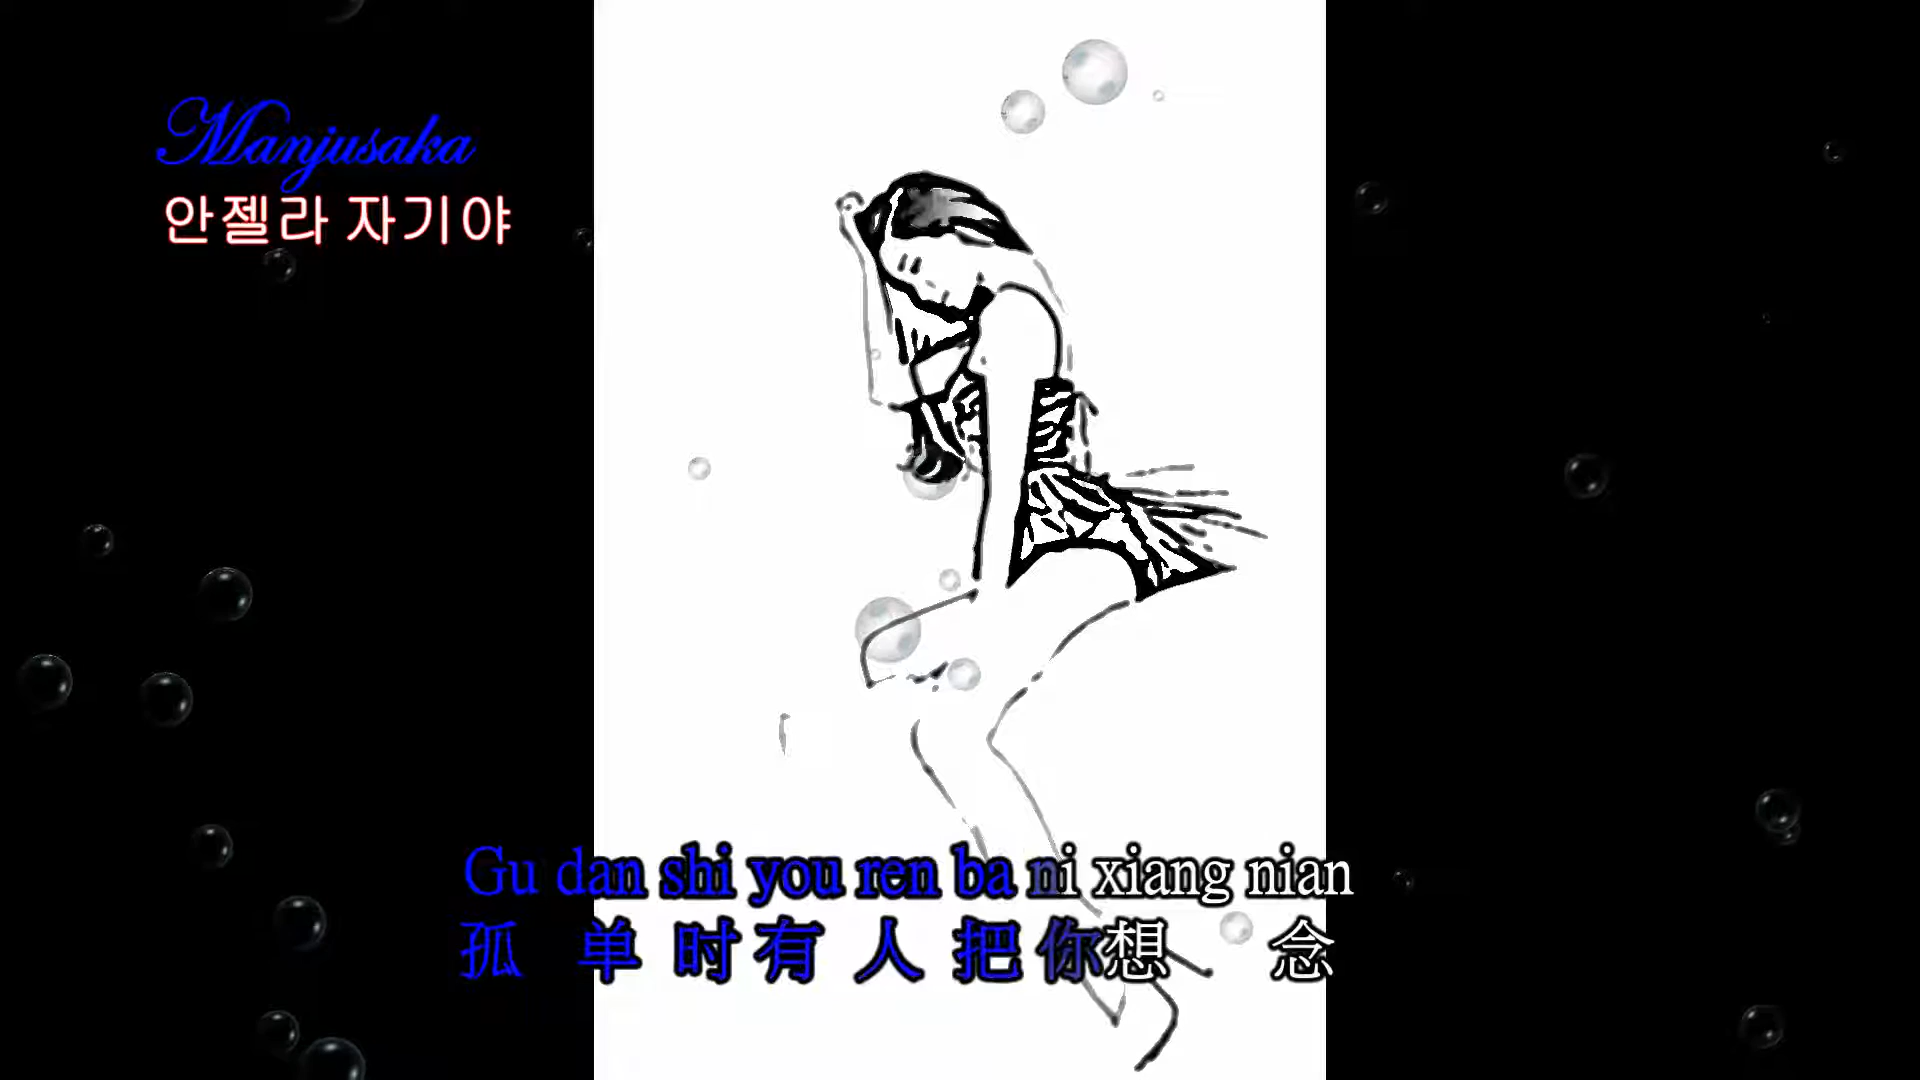 Manjusaka
안젤라 자기야
Gu dan shi you ren ba ni xiang nian
孤 单 时 有 人 把 你 想 念